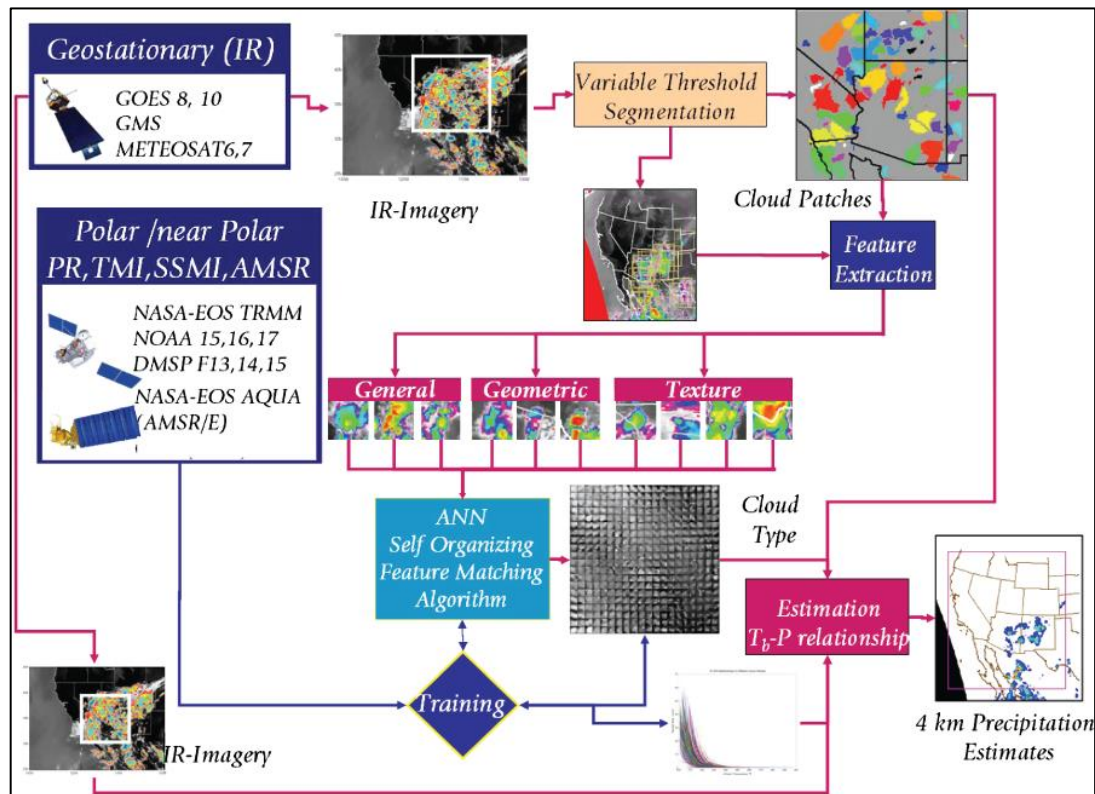 Geostationary (IR)
GOES 8, 10
GMS
METEOSAT6,7
IR-Imagery
Variable Threshold
Segmentation
Cloud Patches
Feature
Extraction
Polar /near Polar
PR,TMI,SSMI,AMSR
NASA-EOS TRMM
NOAA 15,16,17
DMSP F13,14,15
NASA-EOS AQUA
(AMSR/E)
General
Geometric
Texture
ANN
Self Organizing
Feature Matching
Algorithm
Cloud
Type
Estimation
Tb-P relationship
Training
IR-Imagery
4 km Precipitation
Estimates